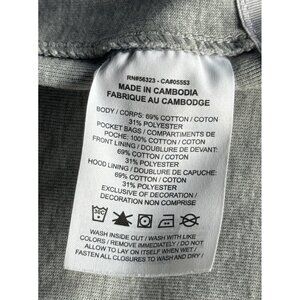 RN#56323 - CA#05553
MADE IN CAMBODIA
FABRIQUE AU CAMBODGE
BODY / CORPS: 69% COTTON / COTON
31% POLYESTER
POCKET BAGS / COMPARTIMENTS DE
POCHE: 100% COTTON / COTON
FRONT LINING / DOUBLURE DE DEVANT:
69% COTTON / COTON
31% POLYESTER
HOOD LINING / DOUBLURE DE CAPUCHE:
69% COTTON / COTON
31% POLYESTER
EXCLUSIVE OF DECORATION /
DECORATION NON COMPRISE
30C
WASH INSIDE OUT / WASH WITH LIKE
COLORS / REMOVE IMMEDIATELY / DO NOT
ALLOW TO LAY ON ITSELF WHEN WET /
FASTEN ALL CLOSURES TO WASH AND DRY /